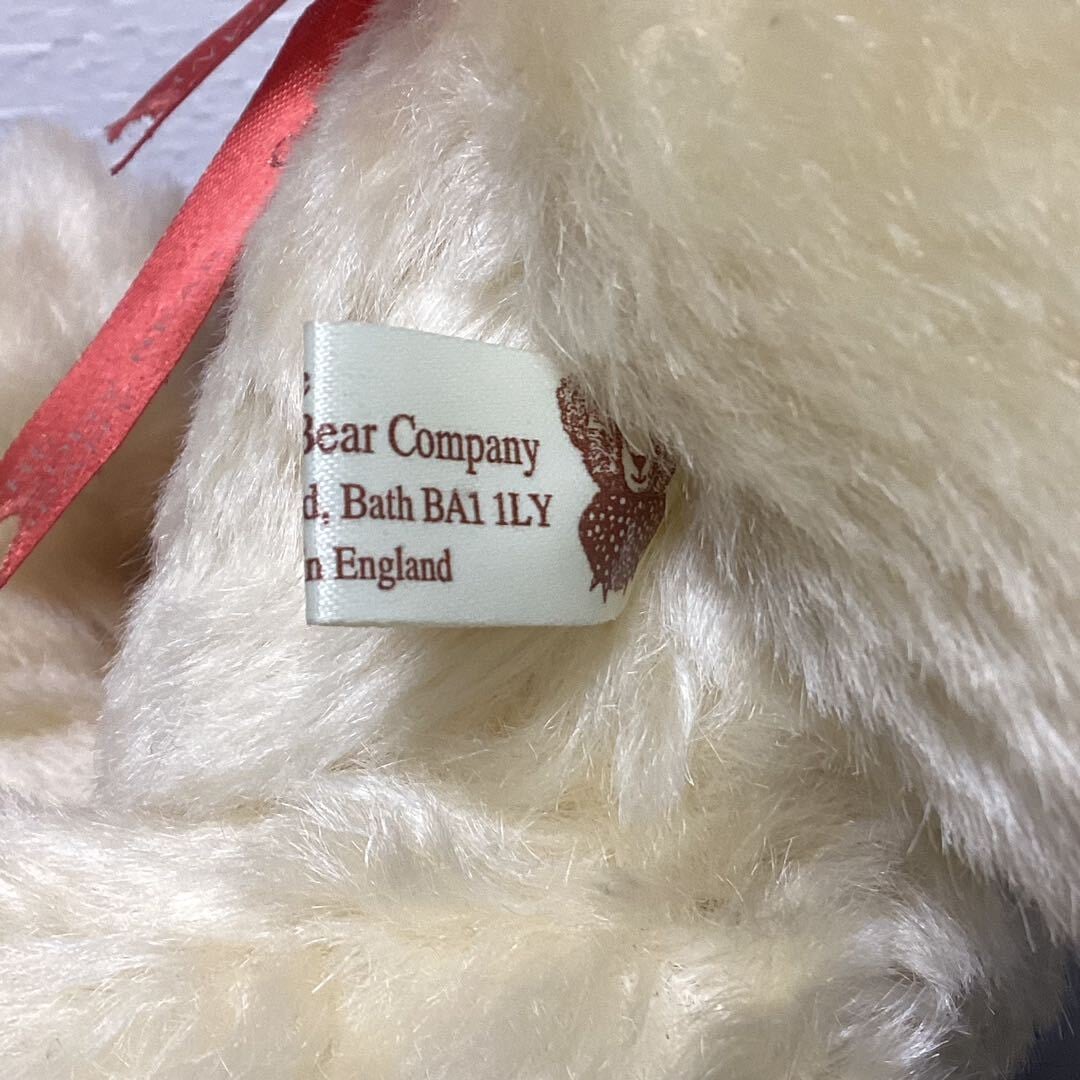 Bear Company
d, Bath BA1 1LY
n England